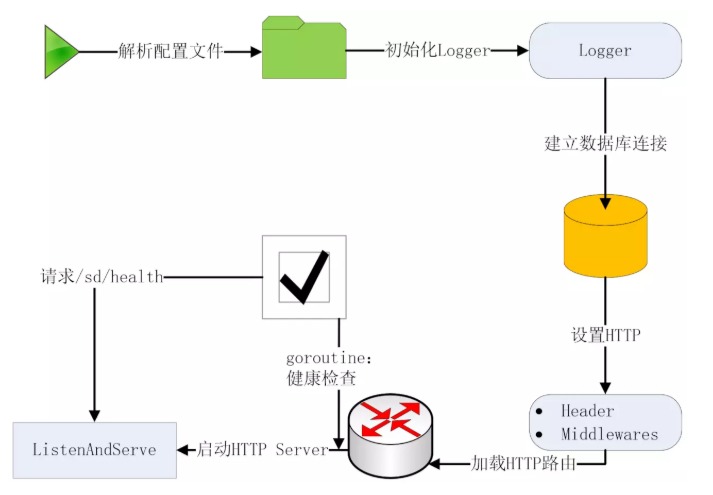 解析配置文件
初始化Logger
Logger
建立数据库连接
请求/sd/health
设置HTTP
goroutine:
健康检查
• Header
• Middlewares
ListenAndServe
启动HTTP Server
加载HTTP路由